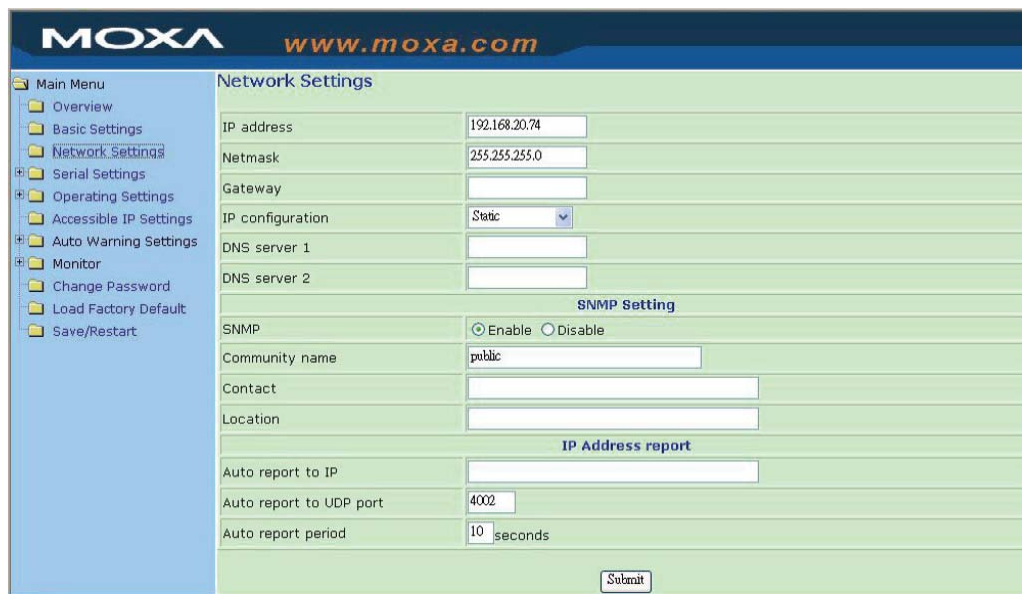 MOXA www.moxa.com
Main Menu
Overview
Basic Settings
Network Settings
Serial Settings
Operating Settings
Accessible IP Settings
Auto Warning Settings
Monitor
Change Password
Load Factory Default
Save/Restart
Network Settings
IP address 192.168.20.74
Netmask 255.255.255.0
Gateway
IP configuration Static
DNS server 1
DNS server 2
SNMP Setting
SNMP Enable Disable
Community name public
Contact
Location
IP Address report
Auto report to IP
Auto report to UDP port 4002
Auto report period 10 seconds
Submit